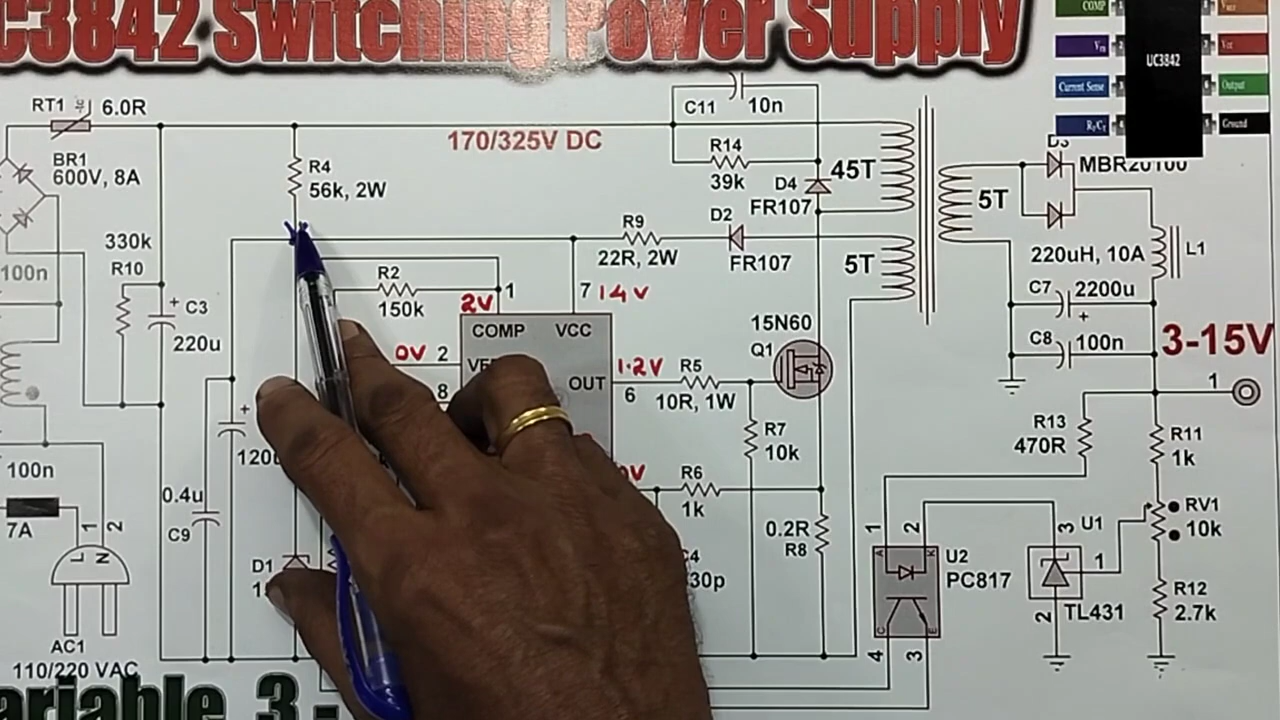 C3842 Switching Power Supply
COMP
UC3842
Vcc
Current Sense
Output
Ground
RT1 6.0R
BR1
600V, 8A
170/325V DC
C11 10n
R14
39k
D4
FR107
45T
5T
MBR20100
R4
56k, 2W
330k
R10
100n
C3
220u
R2
150k
R9
22R, 2W
D2
FR107
5T
220uH, 10A
L1
C7 2200u
C8 100n
3-15V
1
2V
1
7 14V
COMP VCC
0V 2
8
OUT
1.2V
6
R5
10R, 1W
15N60
Q1
R7
10k
R6
1k
0.2R
R8
R13
470R
R11
1k
RV1
10k
R12
2.7k
0.4u
C9
100n
7A
1
2
L
N
AC1
110/220 VAC
D1
1
2
U2
PC817
A
K
C
E
4
3
U1
3
1
2
TL431
+
+
+